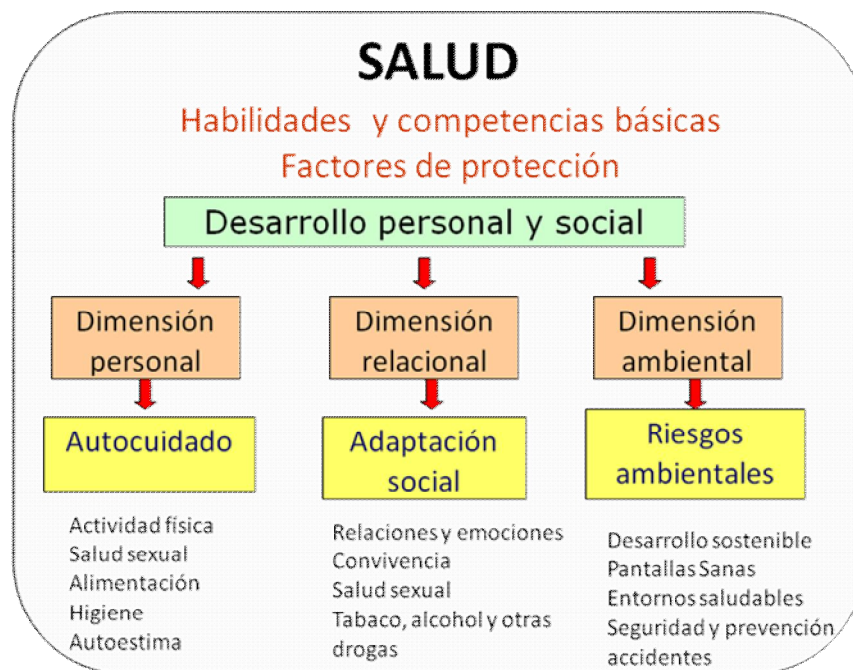 SALUD
Habilidades y competencias básicas
Factores de protección
Desarrollo personal y social
Dimensión
personal
Dimensión
relacional
Dimensión
ambiental
Autocuidado
Adaptación
social
Riesgos
ambientales
Actividad física
Salud sexual
Alimentación
Higiene
Autoestima
Relaciones y emociones
Convivencia
Salud sexual
Tabaco, alcohol y otras
drogas
Desarrollo sostenible
Pantallas Sanas
Entornos saludables
Seguridad y prevención
accidentes